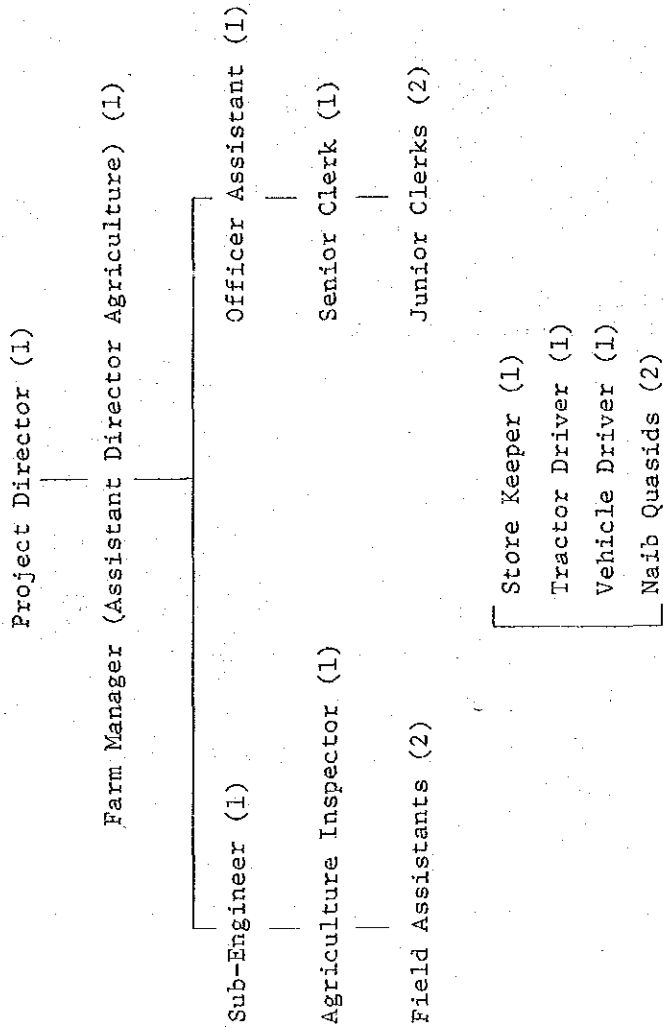 Project Director (1)
Farm Manager (Assistant Director Agriculture) (1)
Sub-Engineer (1)
Agriculture Inspector (1)
Field Assistants (2)
Officer Assistant (1)
Senior Clerk (1)
Junior Clerks (2)
Store Keeper (1)
Tractor Driver (1)
Vehicle Driver (1)
Naib Quasids (2)